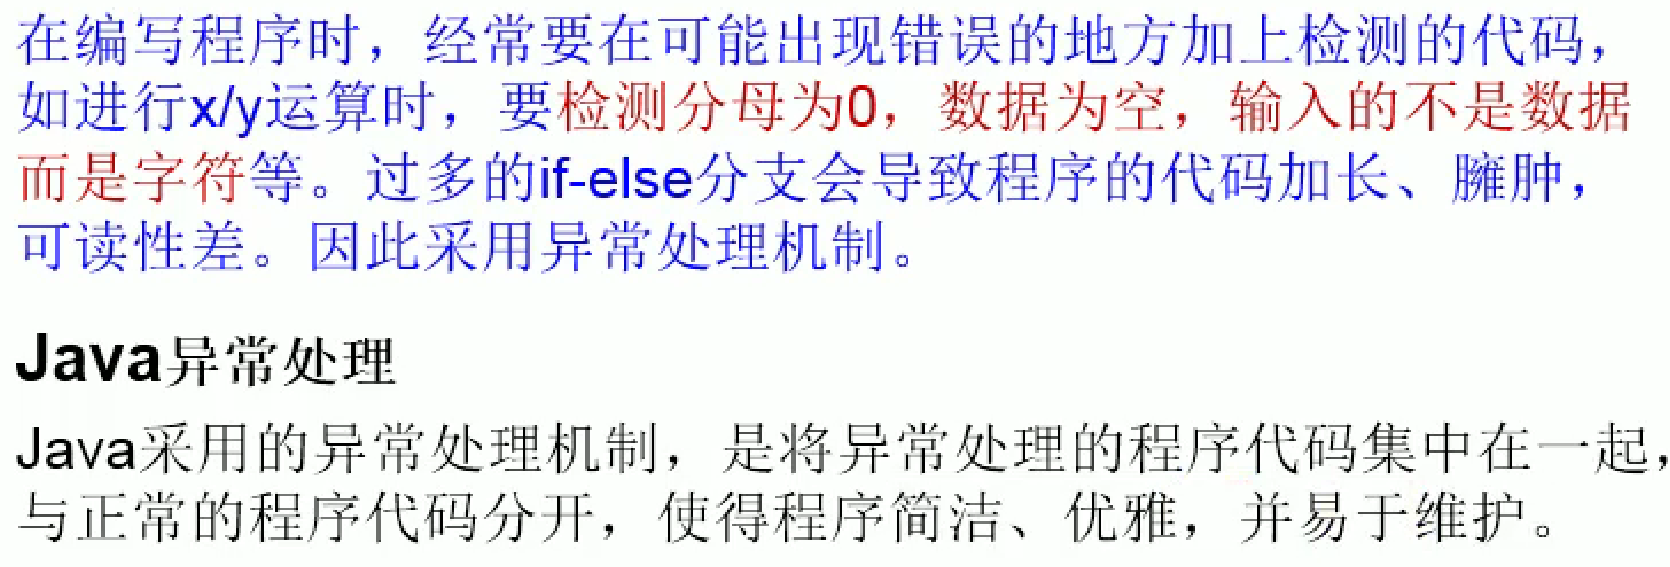 在编写程序时，经常要在可能出现错误的地方加上检测的代码，
如进行x/y运算时，要检测分母为0，数据为空，输入的不是数据
而是字符等。过多的if-else分支会导致程序的代码加长、臃肿，
可读性差。因此采用异常处理机制。
Java异常处理
Java采用的异常处理机制，是将异常处理的程序代码集中在一起，
与正常的程序代码分开，使得程序简洁、优雅，并易于维护。